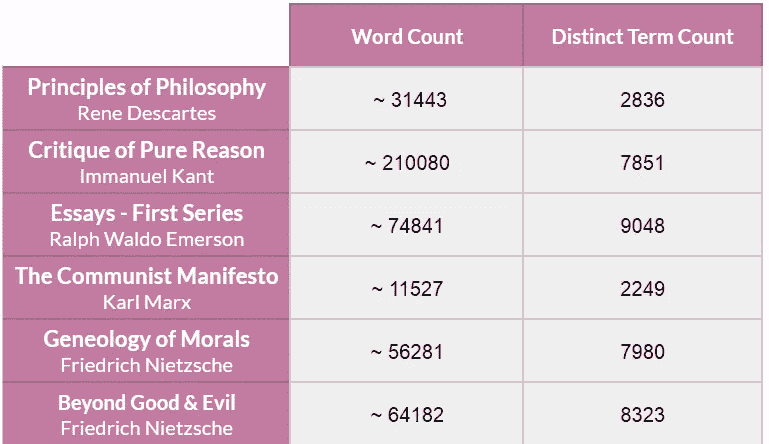 Word Count Distinct Term Count
Principles of Philosophy
Rene Descartes
~ 31443 2836
Critique of Pure Reason
Immanuel Kant
~ 210080 7851
Essays - First Series
Ralph Waldo Emerson
~ 74841 9048
The Communist Manifesto
Karl Marx
~ 11527 2249
Geneology of Morals
Friedrich Nietzsche
~ 56281 7980
Beyond Good & Evil
Friedrich Nietzsche
~ 64182 8323